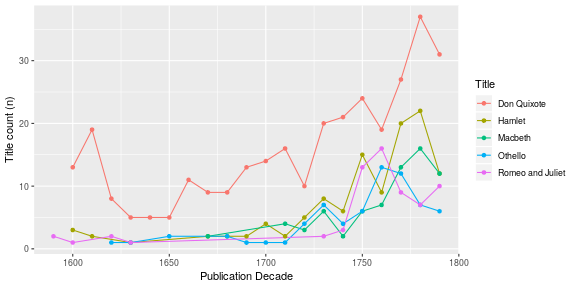 30
20
10
0
Title count (n)
1600
1650
1700
1750
1800
Publication Decade
Title
Don Quixote
Hamlet
Macbeth
Othello
Romeo and Juliet